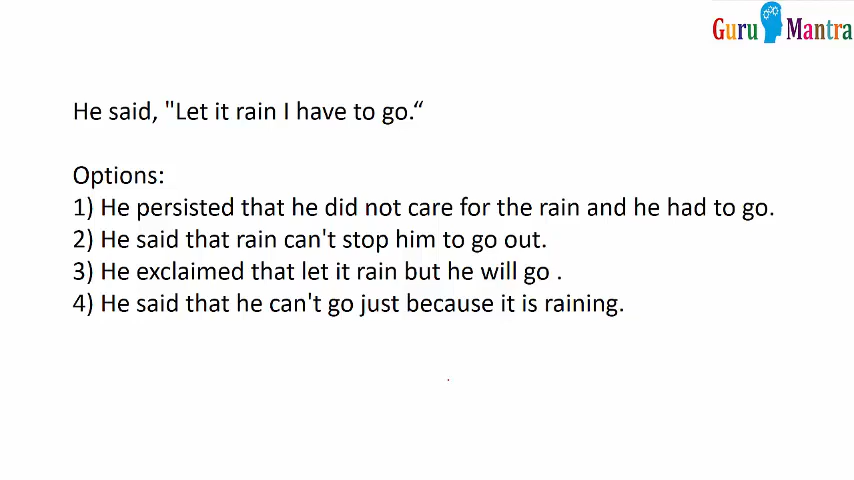 Guru Mantra
He said, "Let it rain I have to go.“
Options:
1) He persisted that he did not care for the rain and he had to go.
2) He said that rain can't stop him to go out.
3) He exclaimed that let it rain but he will go .
4) He said that he can't go just because it is raining.